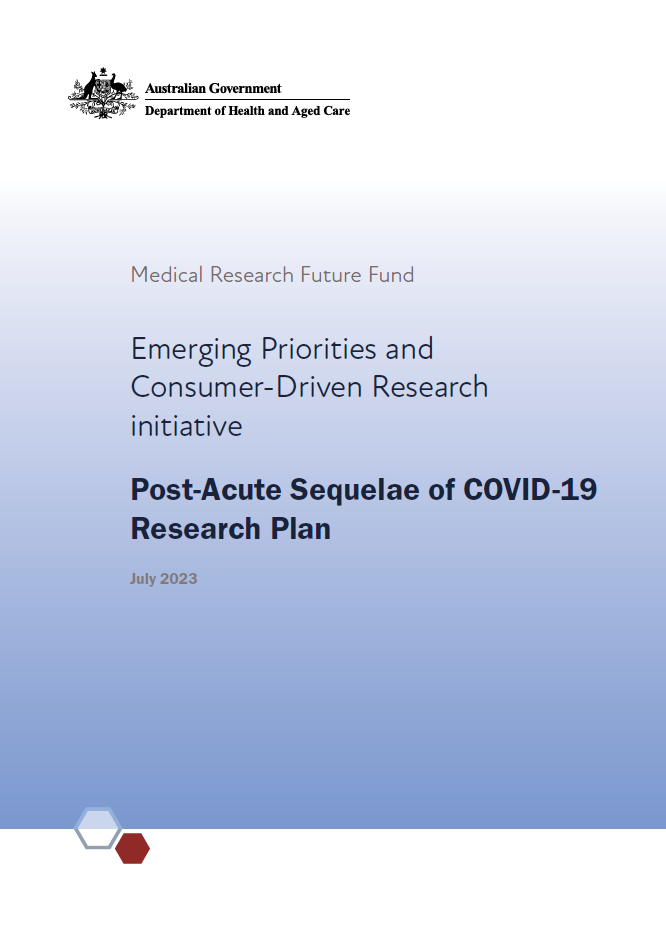 Australian Government
Department of Health and Aged Care
Medical Research Future Fund
Emerging Priorities and
Consumer-Driven Research
initiative
Post-Acute Sequelae of COVID-19
Research Plan
July 2023